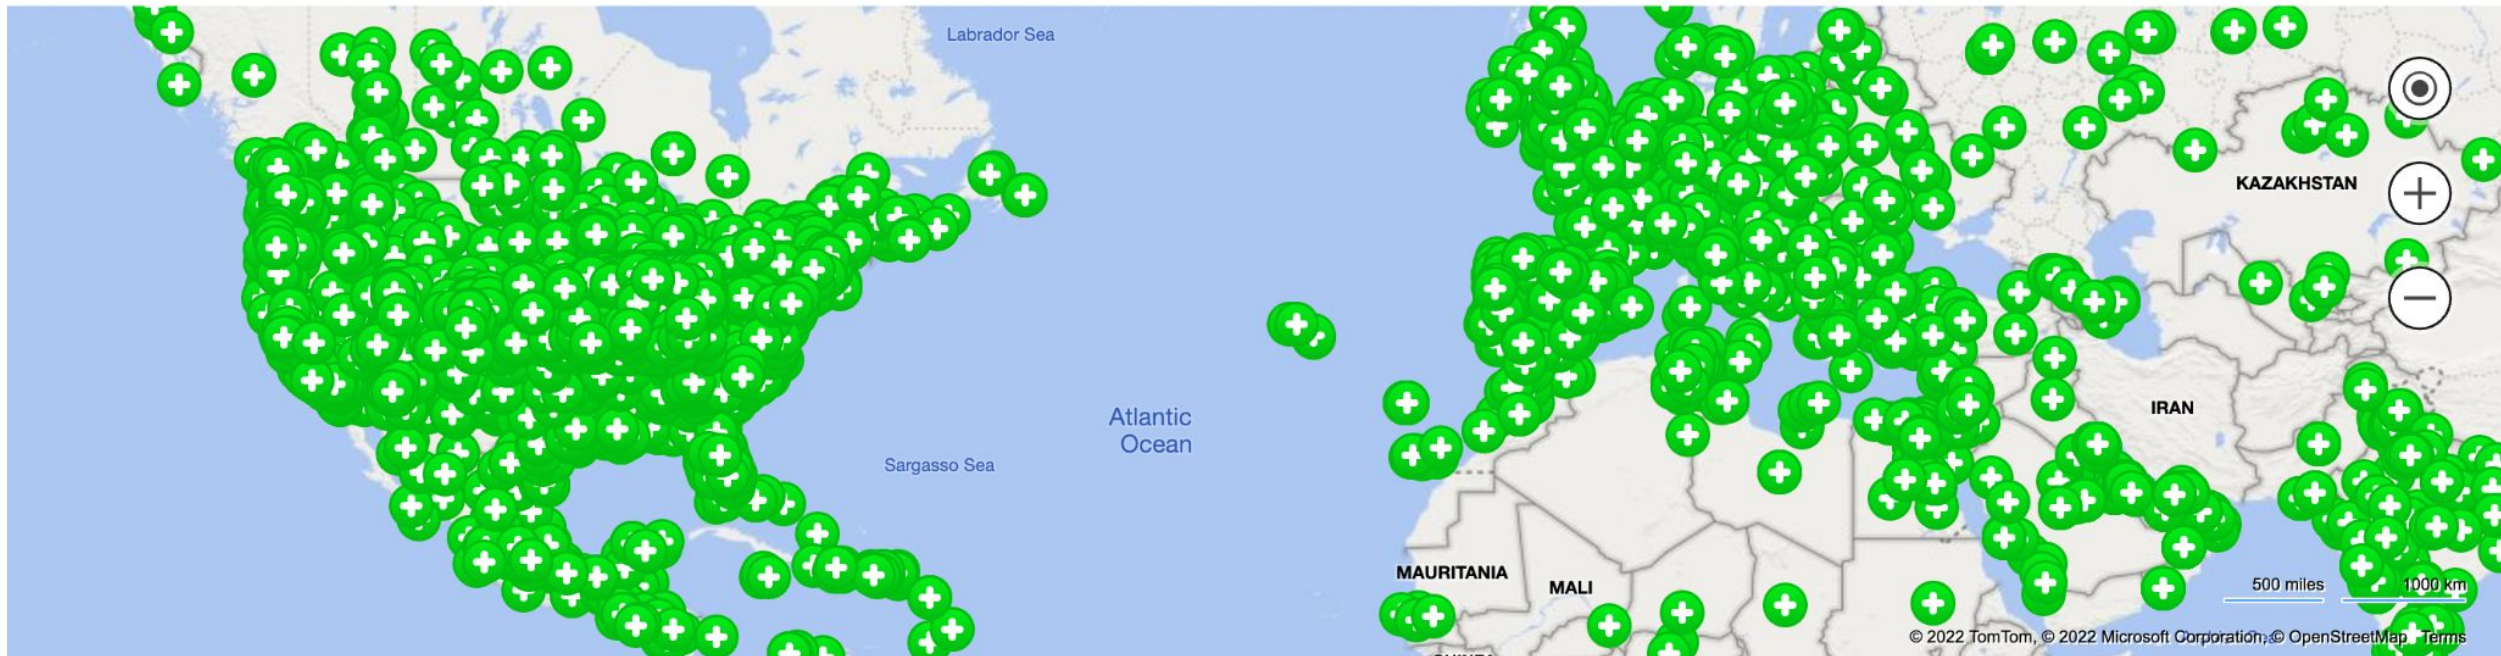 Labrador Sea
KAZAKHSTAN
Atlantic
Ocean
IRAN
Sargasso Sea
MAURITANIA
MALI
500 miles
1000 km
© 2022 TomTom, © 2022 Microsoft Corporation, © OpenStreetMap Terms